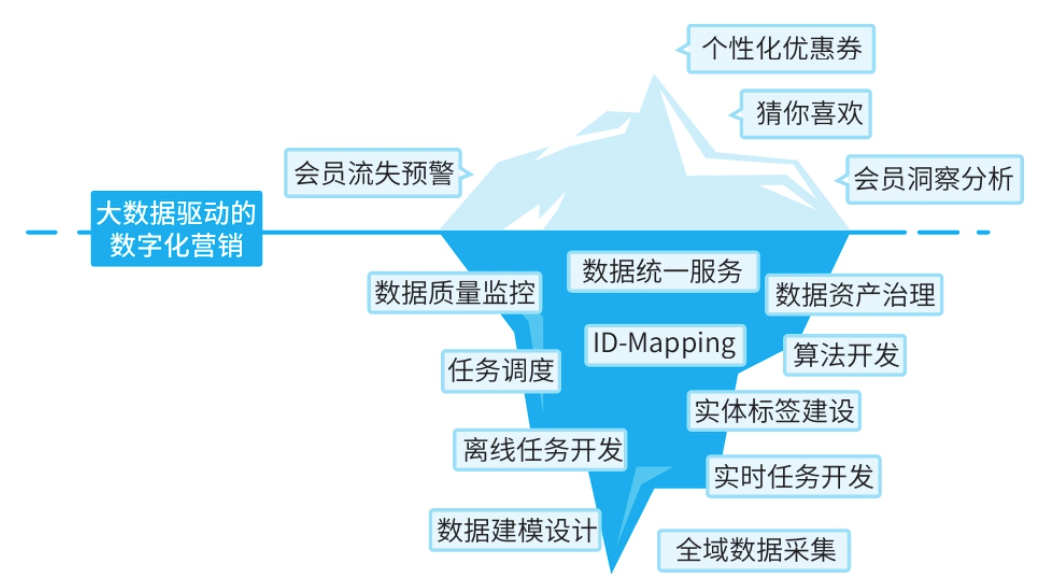 个性化优惠券
猜你喜欢
会员流失预警
会员洞察分析
大数据驱动的
数字化营销
数据统一服务
数据质量监控
数据资产治理
ID-Mapping
算法开发
任务调度
实体标签建设
离线任务开发
实时任务开发
数据建模设计
全域数据采集